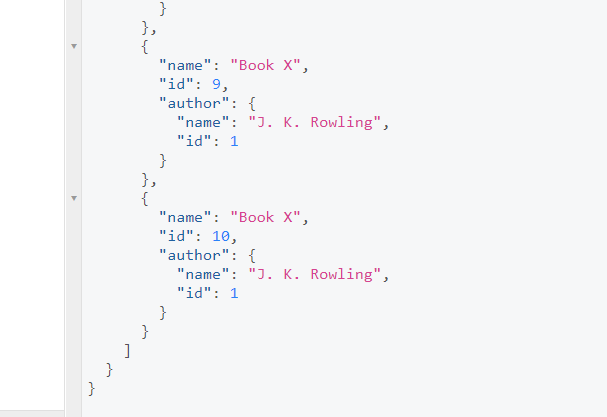 }
},
{
"name": "Book X",
"id": 9,
"author": {
"name": "J. K. Rowling",
"id": 1
}
},
{
"name": "Book X",
"id": 10,
"author": {
"name": "J. K. Rowling",
"id": 1
}
}
]
}
}